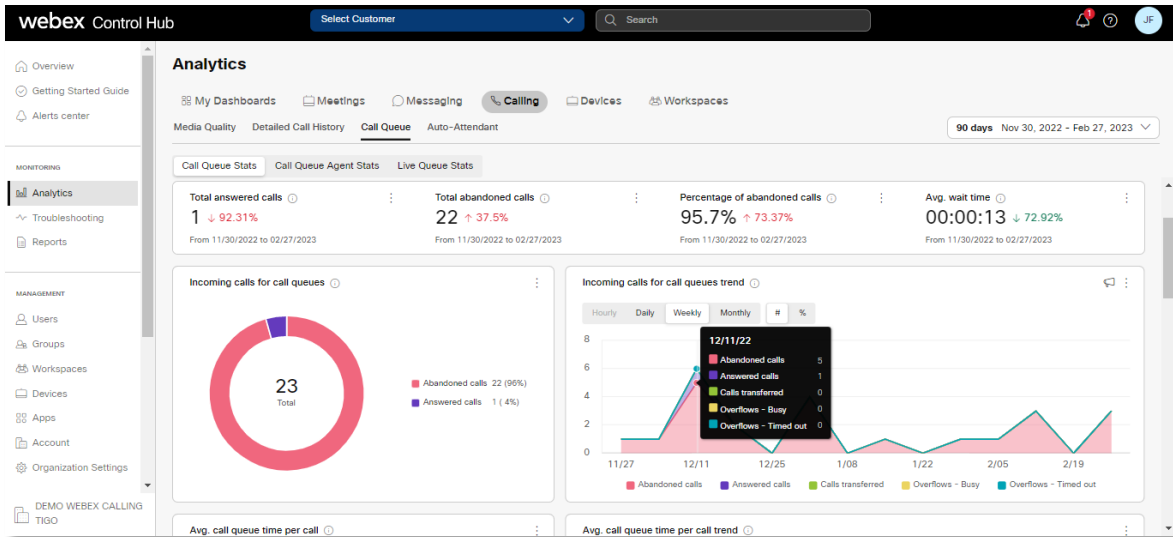 webex Control Hub
Select Customer
Search
1
JF
Overview
Getting Started Guide
Alerts center
MONITORING
Analytics
Troubleshooting
Reports
MANAGEMENT
Users
Groups
Workspaces
Devices
Apps
Account
Organization Settings
DEMO WEBEX CALLING
TIGO
Analytics
My Dashboards Meetings Messaging Calling Devices Workspaces
Media Quality Detailed Call History Call Queue Auto-Attendant
90 days Nov 30, 2022 - Feb 27, 2023
Call Queue Stats Call Queue Agent Stats Live Queue Stats
Total answered calls
1 ↓ 92.31%
From 11/30/2022 to 02/27/2023
Total abandoned calls
22 ↑ 37.5%
From 11/30/2022 to 02/27/2023
Percentage of abandoned calls
95.7% ↑ 73.37%
From 11/30/2022 to 02/27/2023
Avg. wait time
00:00:13 ↓ 72.92%
From 11/30/2022 to 02/27/2023
Incoming calls for call queues
23
Total
Abandoned calls 22 (96%)
Answered calls 1 ( 4%)
Incoming calls for call queues trend
Hourly Daily Weekly Monthly # %
8
6
4
2
0
12/11/22
Abandoned calls 5
Answered calls 1
Calls transferred 0
Overflows - Busy 0
Overflows - Timed out 0
11/27 12/11 12/25 1/08 1/22 2/05 2/19
Abandoned calls Answered calls Calls transferred Overflows - Busy Overflows - Timed out
Avg. call queue time per call
Avg. call queue time per call trend